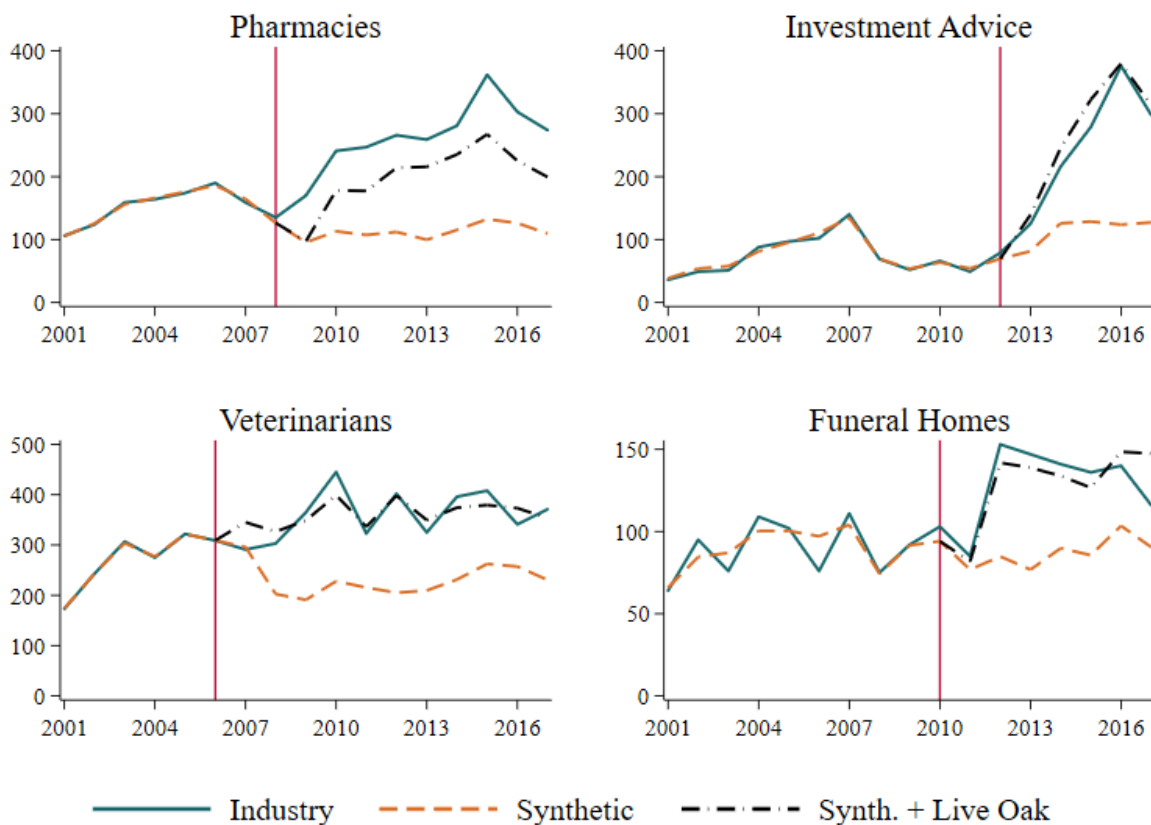 Pharmacies
400
300
200
100
0
2001 2004 2007 2010 2013 2016
Investment Advice
400
300
200
100
0
2001 2004 2007 2010 2013 2016
Veterinarians
500
400
300
200
100
0
2001 2004 2007 2010 2013 2016
Funeral Homes
150
100
50
0
2001 2004 2007 2010 2013 2016
Industry Synthetic Synth. + Live Oak